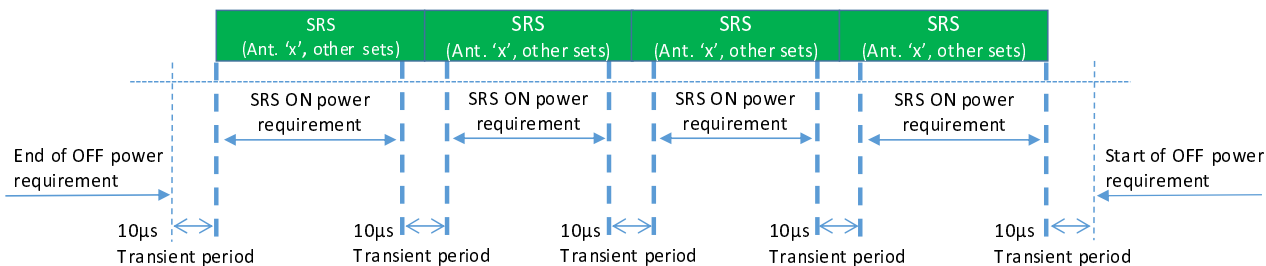 SRS
(Ant. ‘x’, other sets)
SRS
(Ant. ‘x’, other sets)
SRS
(Ant. ‘x’, other sets)
SRS
(Ant. ‘x’, other sets)
SRS ON power
requirement
SRS ON power
requirement
SRS ON power
requirement
SRS ON power
requirement
End of OFF power
requirement
Start of OFF power
requirement
10µs
Transient period
10µs
Transient period
10µs
Transient period
10µs
Transient period
10µs
Transient period